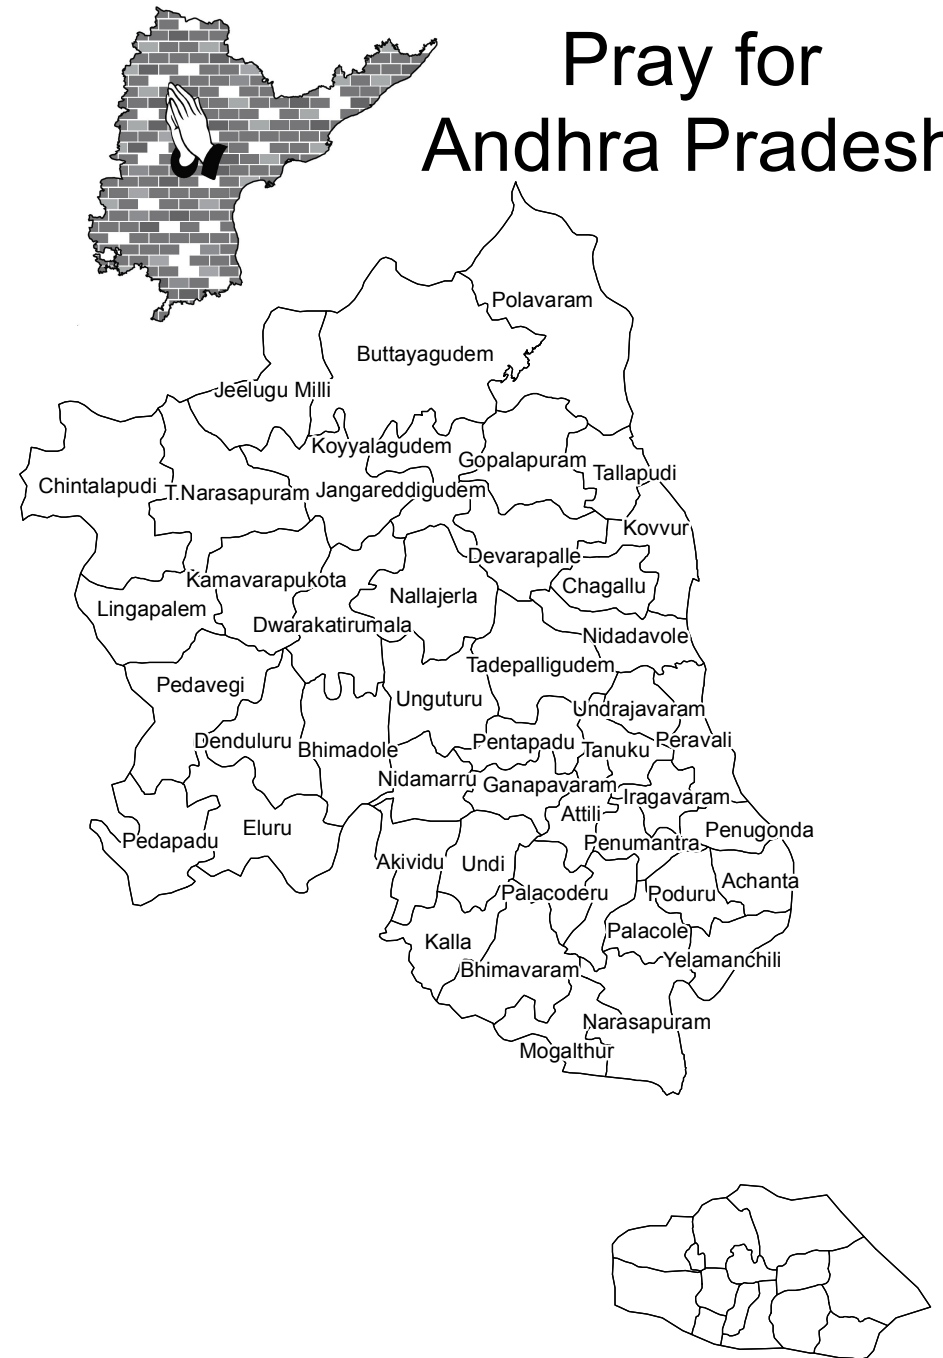 Pray for
Andhra Pradesh
Polavaram
Buttayagudem
Jeelugu Milli
Koyyalagudem
Gopalapuram
Tallapudi
Chintalapudi
T.Narasapuram
Jangareddigudem
Kovvur
Devarapalle
Kamavarapukota
Chagallu
Nallajerla
Lingapalem
Dwarakatirumala
Nidadavole
Tadepalligudem
Pedavegi
Unguturu
Undrajavaram
Denduluru
Bhimadole
Pentapadu
Tanuku
Peravali
Nidamarru
Ganapavaram
Iragavaram
Attili
Eluru
Penugonda
Pedapadu
Penumantra
Akividu
Undi
Achanta
Palacoderu
Poduru
Palacole
Kalla
Yelamanchili
Bhimavaram
Narasapuram
Mogalthur